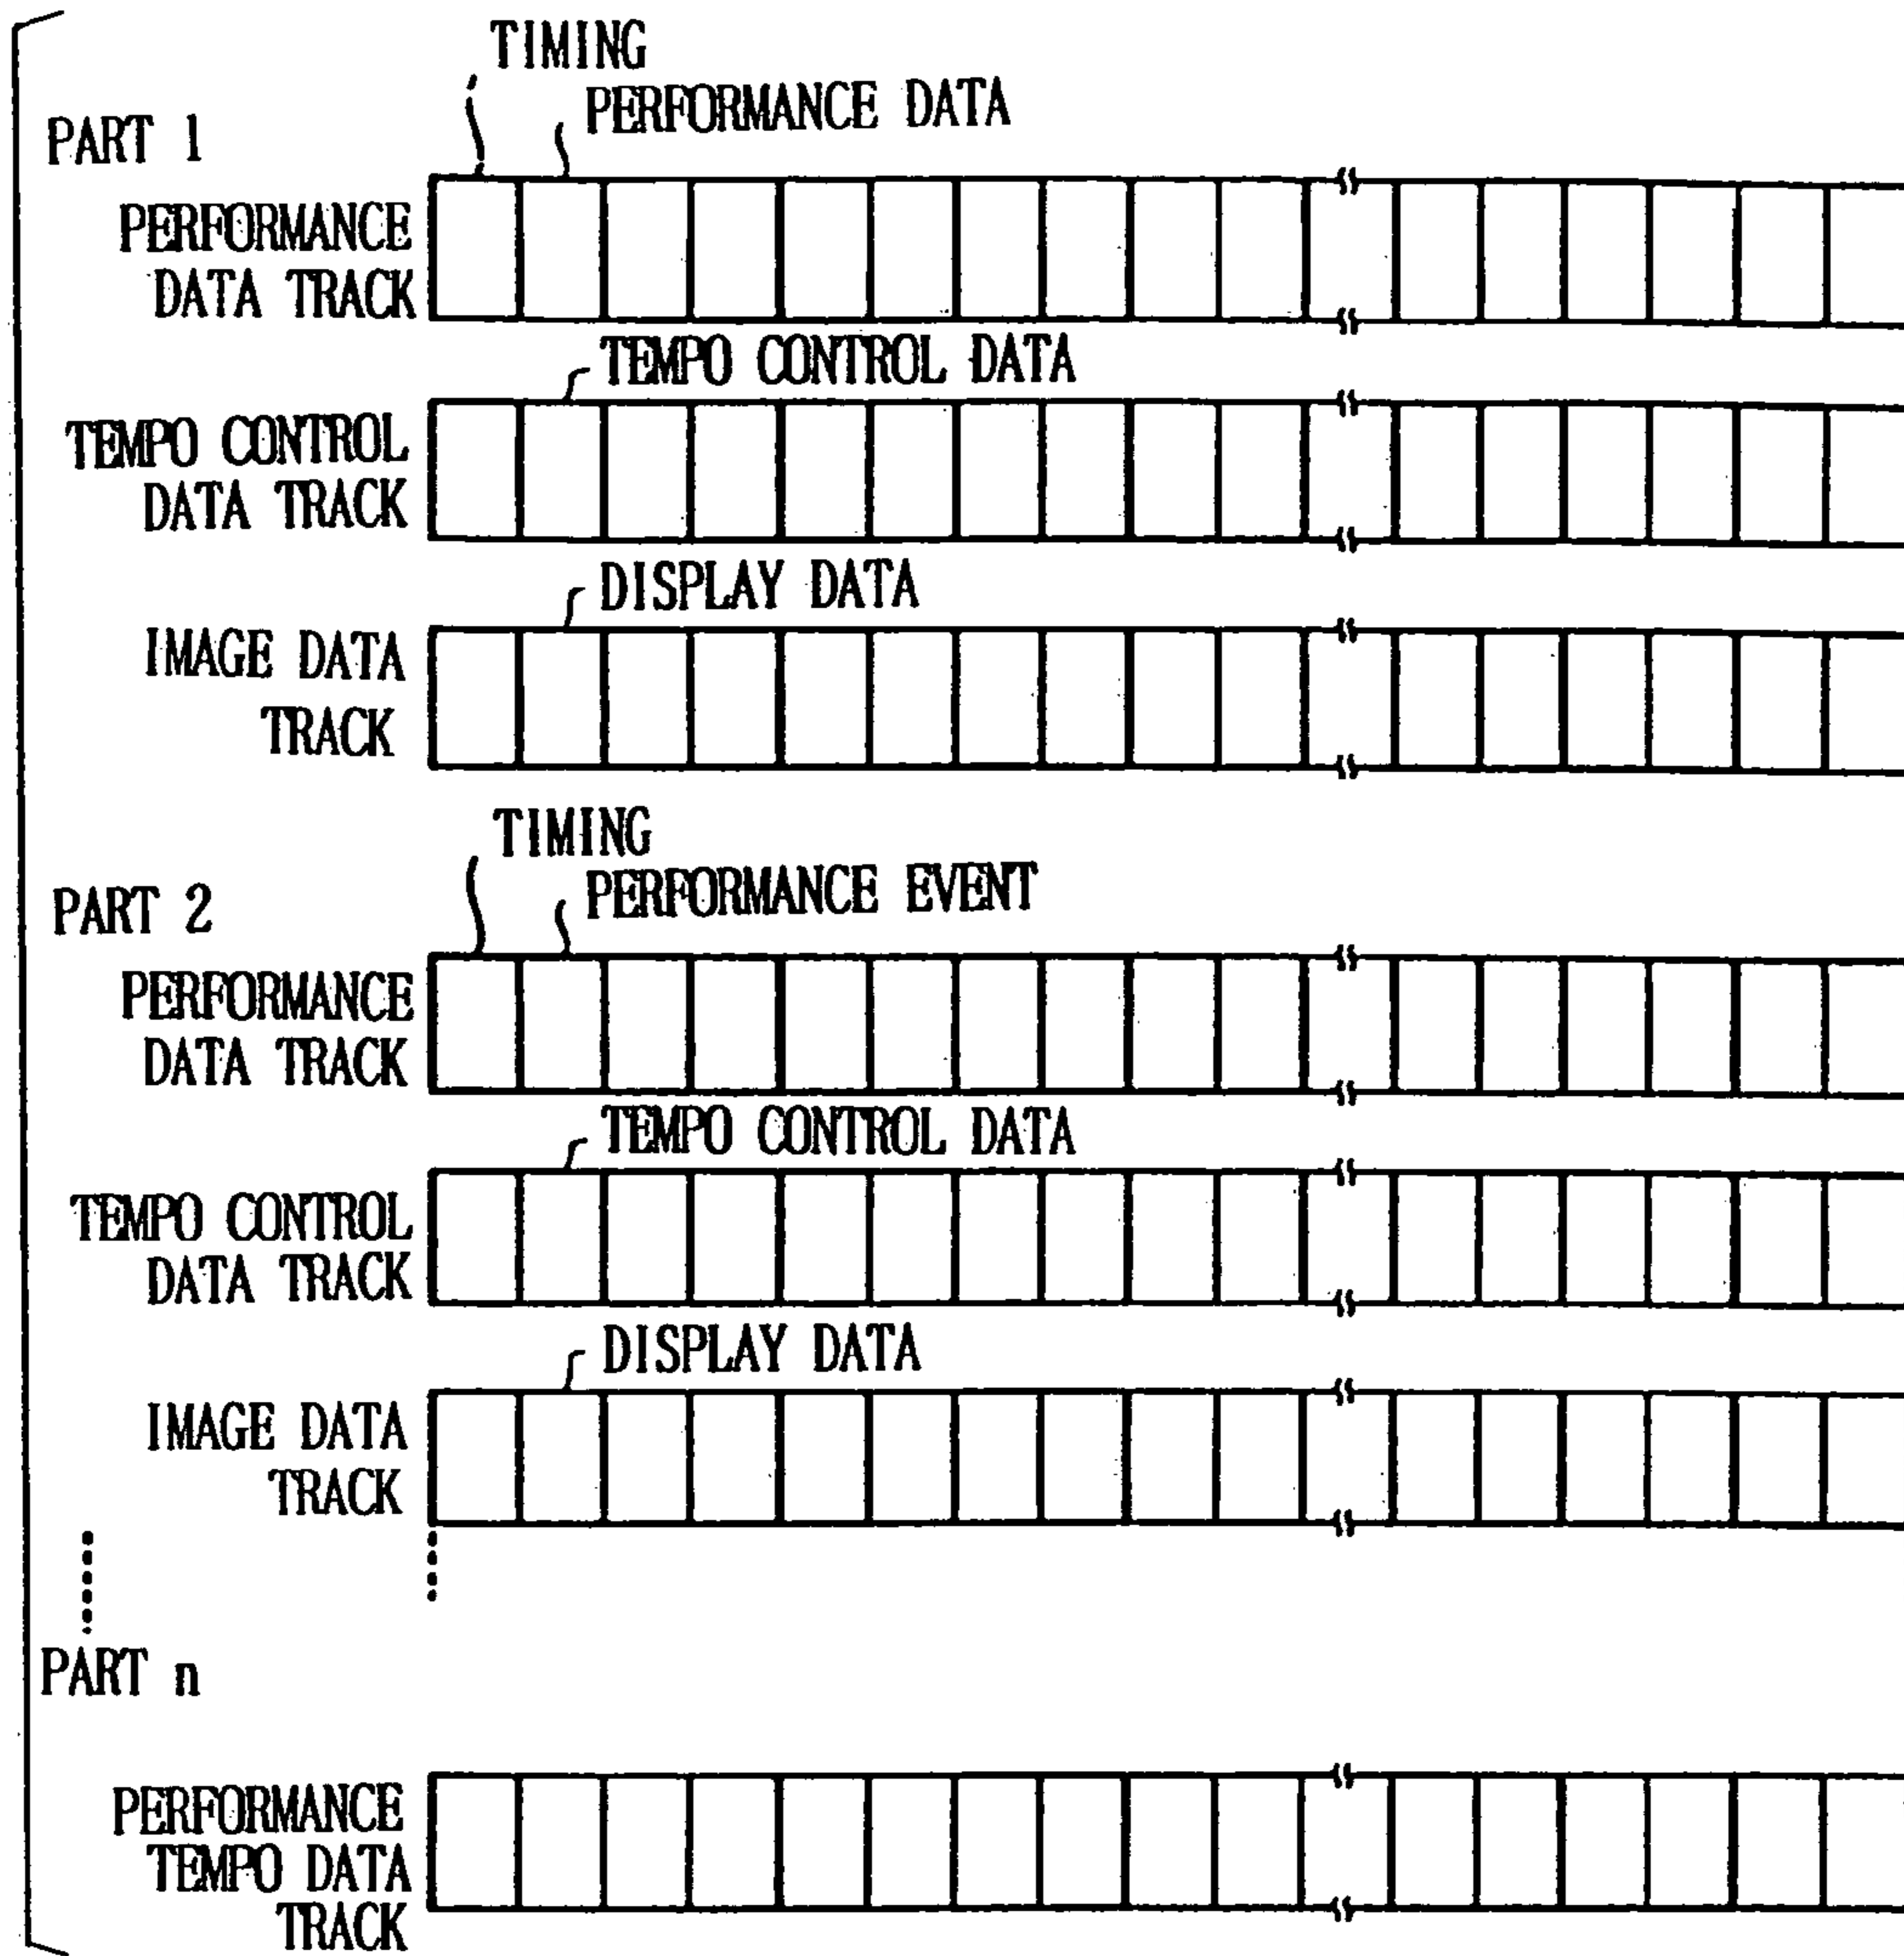 TIMING
PERFORMANCE DATA
PART 1
PERFORMANCE
DATA TRACK
TEMPO CONTROL DATA
TEMPO CONTROL
DATA TRACK
DISPLAY DATA
IMAGE DATA
TRACK
TIMING
PERFORMANCE EVENT
PART 2
PERFORMANCE
DATA TRACK
TEMPO CONTROL DATA
TEMPO CONTROL
DATA TRACK
DISPLAY DATA
IMAGE DATA
TRACK
PART n
PERFORMANCE
TEMPO DATA
TRACK